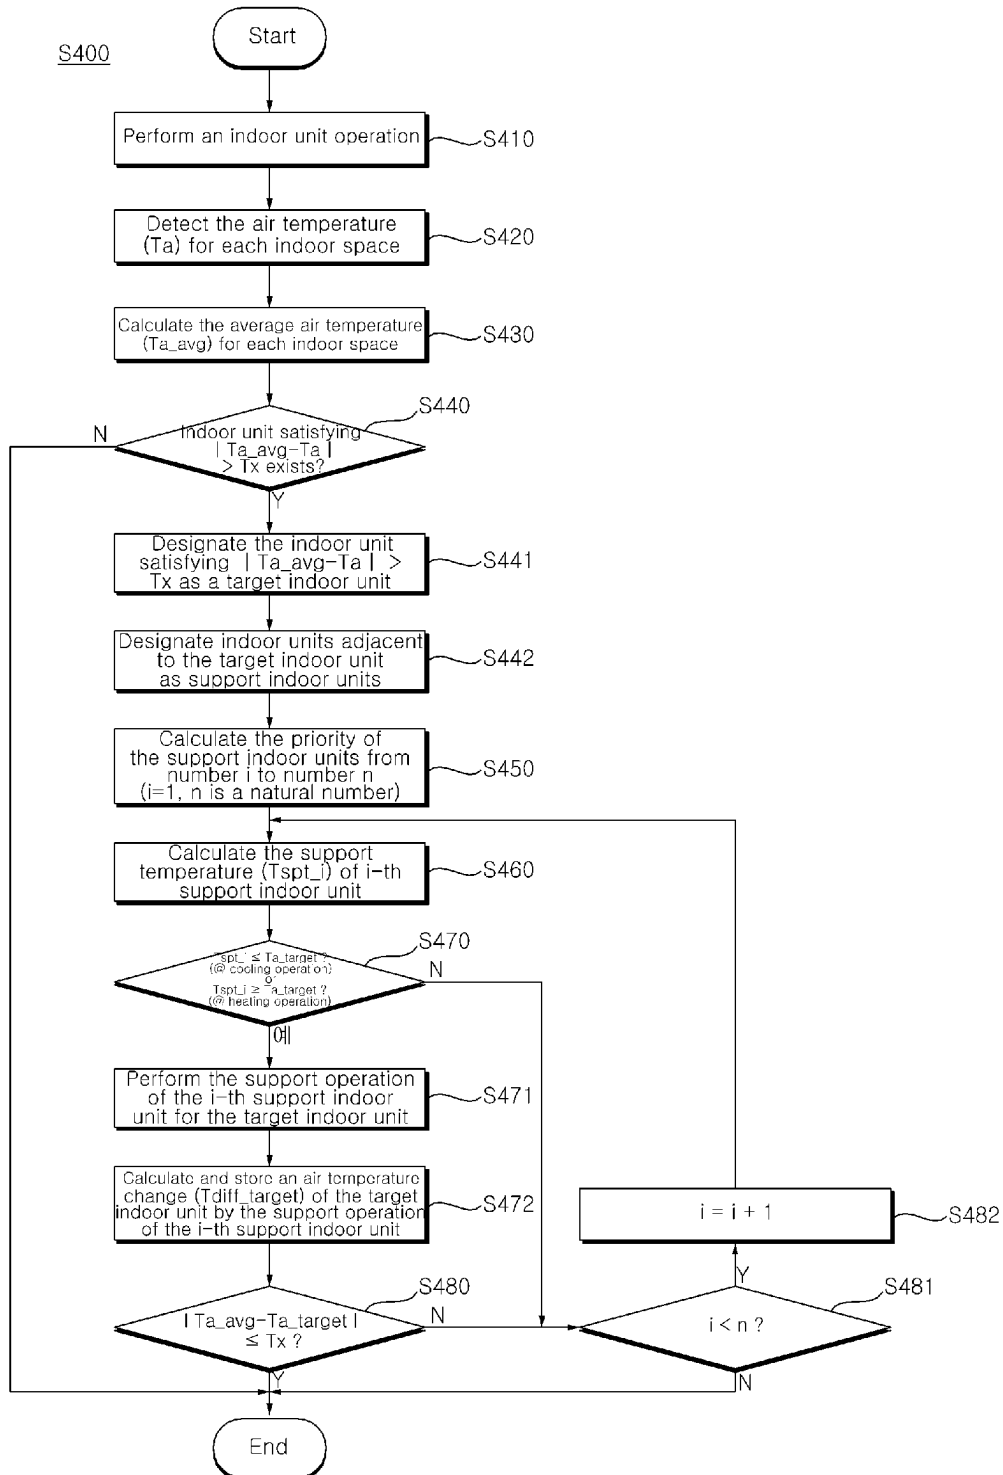 S400
Start
Perform an indoor unit operation
S410
Detect the air temperature
(Ta) for each indoor space
S420
Calculate the average air temperature
(Ta_avg) for each indoor space
S430
S440
N
Indoor unit satisfying
| Ta_avg-Ta |
> Tx exists?
Y
Designate the indoor unit
satisfying | Ta_avg-Ta | >
Tx as a target indoor unit
S441
Designate indoor units adjacent
to the target indoor unit
as support indoor units
S442
Calculate the priority of
the support indoor units from
number i to number n
(i=1, n is a natural number)
S450
Calculate the support
temperature (Tspt_i) of i-th
support indoor unit
S460
S470
Tspt_i ≤ Ta_target ?
(@ cooling operation)
or
Tspt_i ≥ Ta_target ?
(@ heating operation)
N
예
Perform the support operation
of the i-th support indoor
unit for the target indoor unit
S471
Calculate and store an air temperature
change (Tdiff_target) of the target
indoor unit by the support operation
of the i-th support indoor unit
S472
i = i + 1
S482
S480
| Ta_avg-Ta_target |
≤ Tx ?
N
Y
S481
i < n ?
Y
N
End